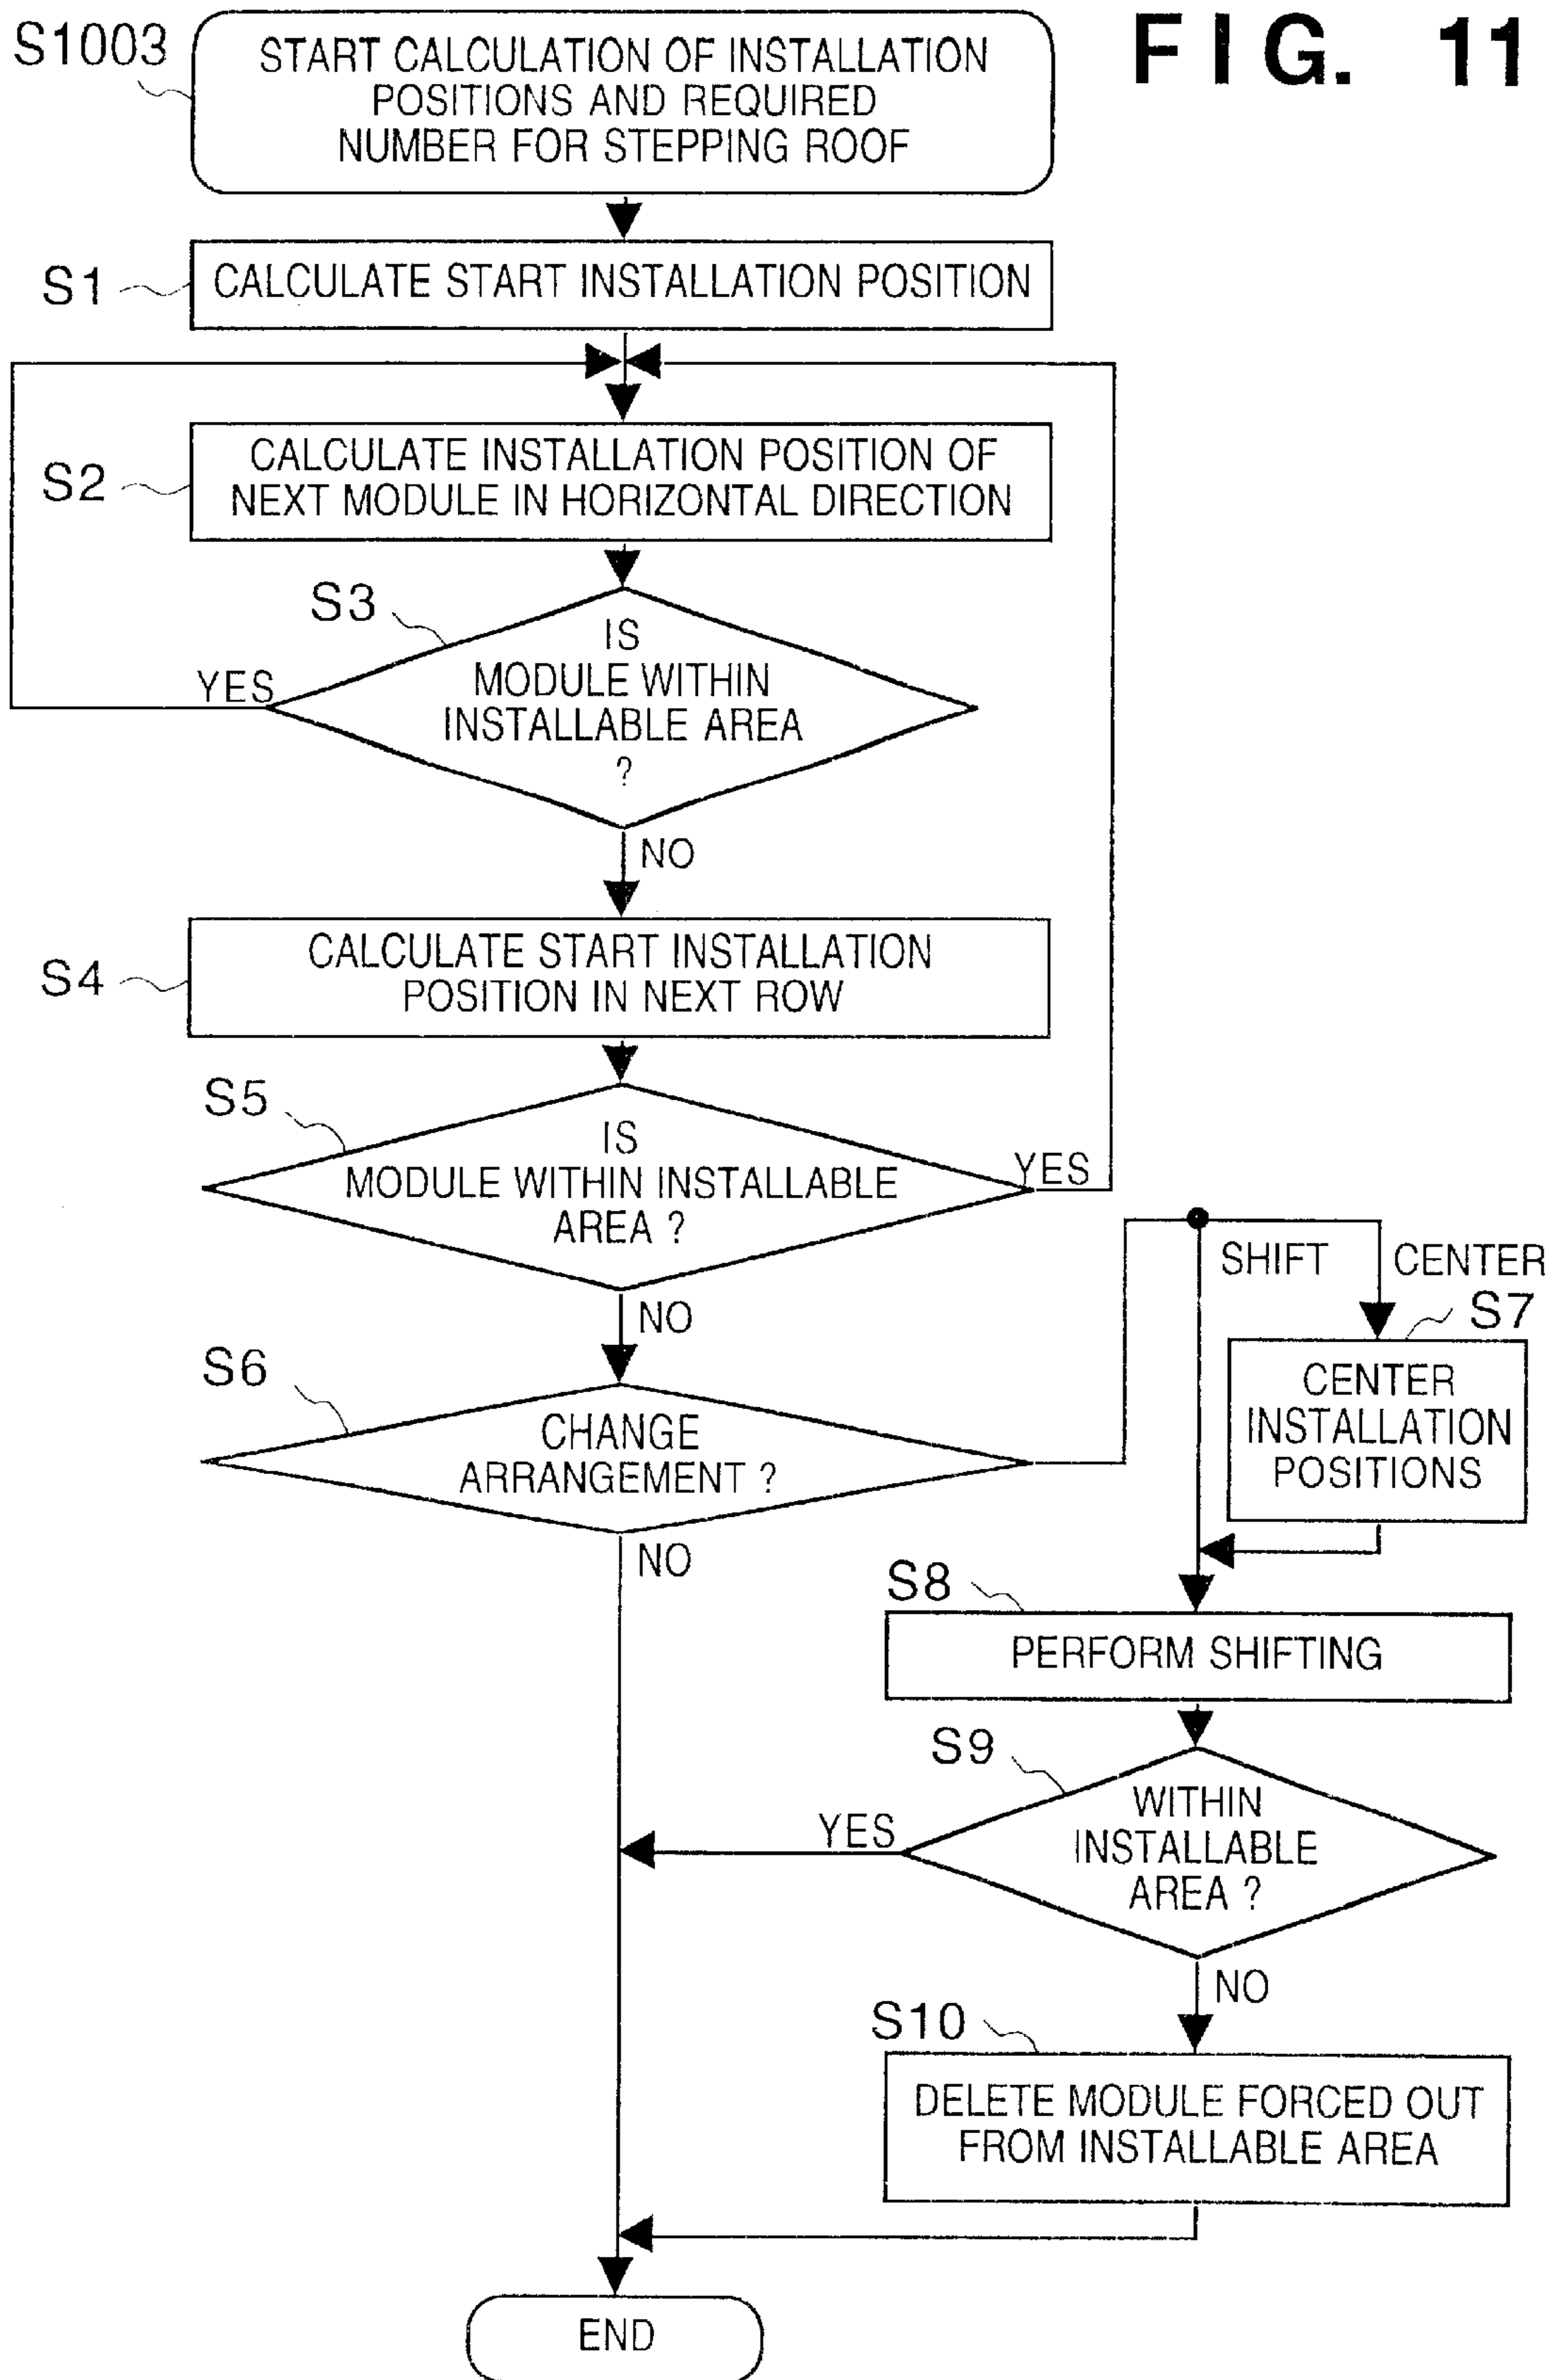 FIG. 11
S1003
START CALCULATION OF INSTALLATION
POSITIONS AND REQUIRED
NUMBER FOR STEPPING ROOF
S1
CALCULATE START INSTALLATION POSITION
S2
CALCULATE INSTALLATION POSITION OF
NEXT MODULE IN HORIZONTAL DIRECTION
S3
IS
MODULE WITHIN
INSTALLABLE AREA
?
YES
NO
S4
CALCULATE START INSTALLATION
POSITION IN NEXT ROW
S5
IS
MODULE WITHIN INSTALLABLE
AREA ?
YES
NO
S6
CHANGE
ARRANGEMENT ?
NO
SHIFT
CENTER
S7
CENTER
INSTALLATION
POSITIONS
S8
PERFORM SHIFTING
S9
WITHIN
INSTALLABLE
AREA ?
YES
NO
S10
DELETE MODULE FORCED OUT
FROM INSTALLABLE AREA
END